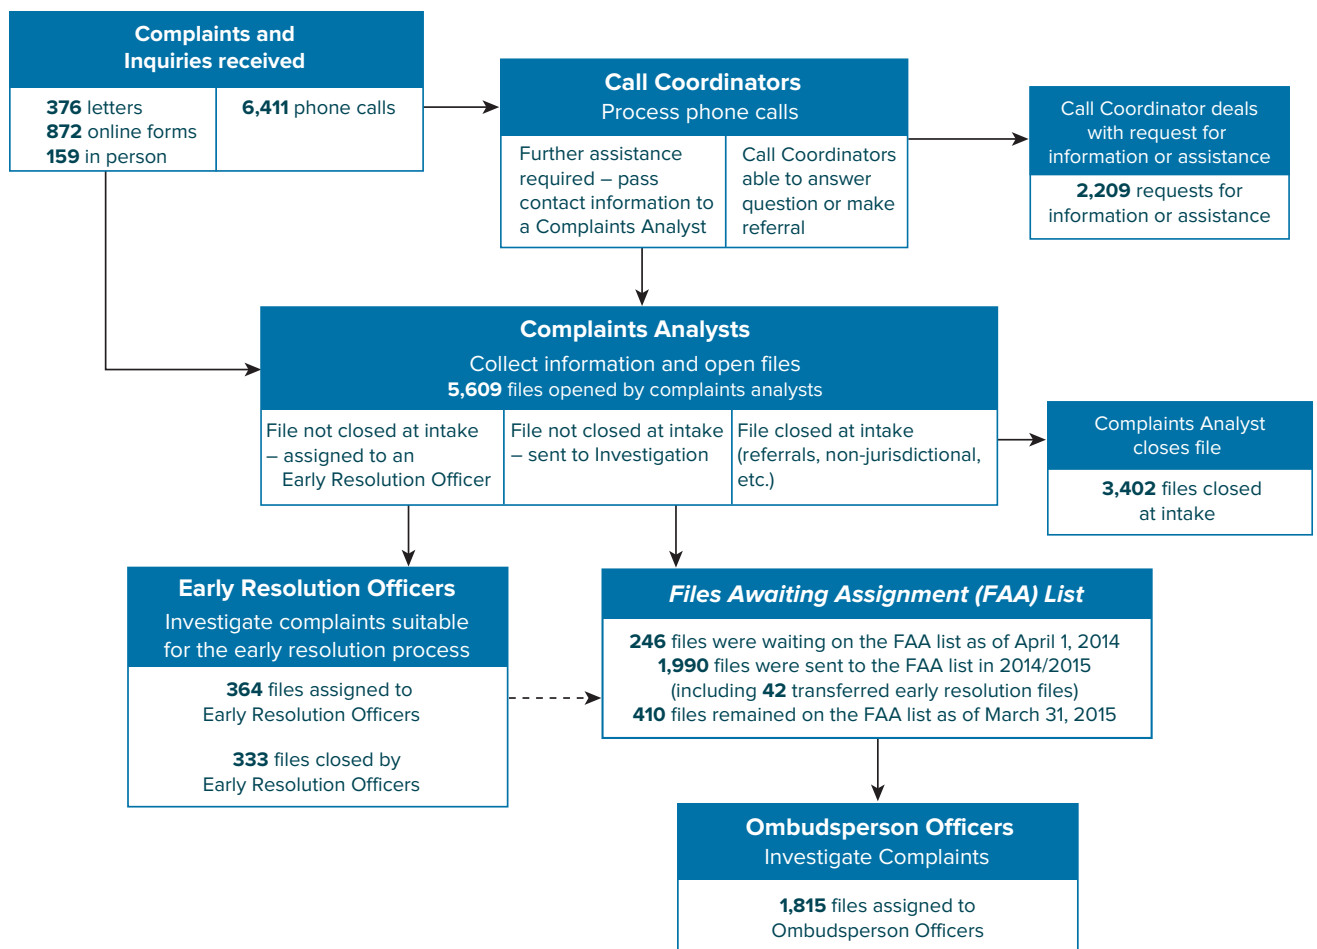 Complaints and
Inquiries received
376 letters
872 online forms
159 in person
6,411 phone calls
Call Coordinators
Process phone calls
Further assistance
required – pass
contact information to
a Complaints Analyst
Call Coordinators
able to answer
question or make
referral
Call Coordinator deals
with request for
information or assistance
2,209 requests for
information or assistance
Complaints Analysts
Collect information and open files
5,609 files opened by complaints analysts
File not closed at intake
– assigned to an
Early Resolution Officer
File not closed at intake
– sent to Investigation
File closed at intake
(referrals, non-jurisdictional,
etc.)
Complaints Analyst
closes file
3,402 files closed
at intake
Early Resolution Officers
Investigate complaints suitable
for the early resolution process
364 files assigned to
Early Resolution Officers
333 files closed by
Early Resolution Officers
Files Awaiting Assignment (FAA) List
246 files were waiting on the FAA list as of April 1, 2014
1,990 files were sent to the FAA list in 2014/2015
(including 42 transferred early resolution files)
410 files remained on the FAA list as of March 31, 2015
Ombudsperson Officers
Investigate Complaints
1,815 files assigned to
Ombudsperson Officers